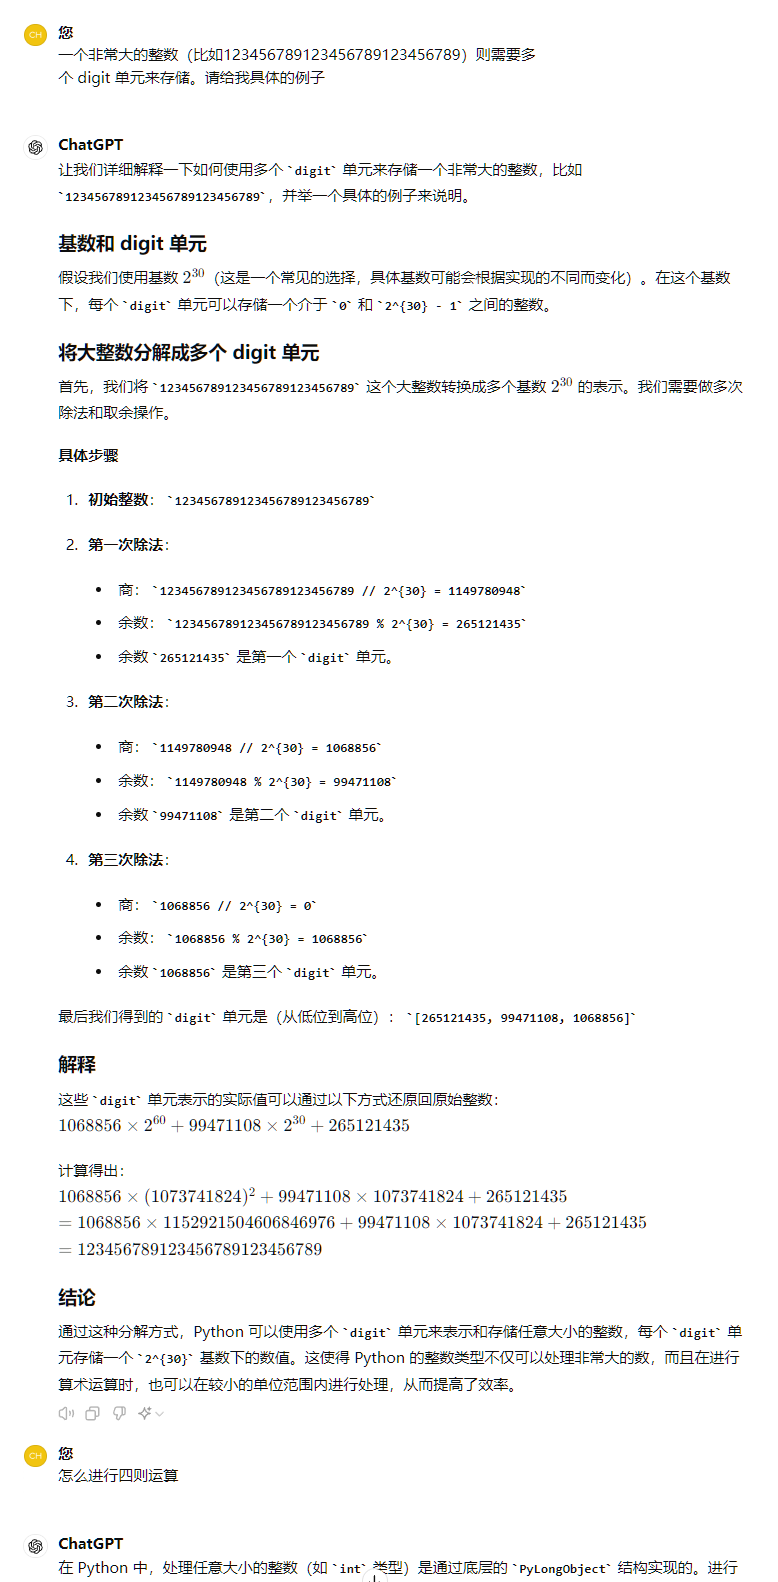 CH 您
一个非常大的整数（比如123456789123456789123456789）则需要多
个 digit 单元来存储。请给我具体的例子
ChatGPT
让我们详细解释一下如何使用多个 `digit` 单元来存储一个非常大的整数，比如
`123456789123456789123456789`，并举一个具体的例子来说明。
基数和 digit 单元
假设我们使用基数 2^30（这是一个常见的选择，具体基数可能会根据实现的不同而变化）。在这个基数
下，每个 `digit` 单元可以存储一个介于 `0` 和 `2^{30} - 1` 之间的整数。
将大整数分解成多个 digit 单元
首先，我们将 `123456789123456789123456789` 这个大整数转换成多个基数 2^30 的表示。我们需要做多次
除法和取余操作。
具体步骤
1. 初始整数： `123456789123456789123456789`
2. 第一次除法：
• 商： `123456789123456789123456789 // 2^{30} = 1149780948`
• 余数： `123456789123456789123456789 % 2^{30} = 265121435`
• 余数 `265121435` 是第一个 `digit` 单元。
3. 第二次除法：
• 商： `1149780948 // 2^{30} = 1068856`
• 余数： `1149780948 % 2^{30} = 99471108`
• 余数 `99471108` 是第二个 `digit` 单元。
4. 第三次除法：
• 商： `1068856 // 2^{30} = 0`
• 余数： `1068856 % 2^{30} = 1068856`
• 余数 `1068856` 是第三个 `digit` 单元。
最后我们得到的 `digit` 单元是（从低位到高位）： `[265121435, 99471108, 1068856]`
解释
这些 `digit` 单元表示的实际值可以通过以下方式还原回原始整数：
1068856 × 2^60 + 99471108 × 2^30 + 265121435
计算得出：
1068856 × (1073741824)^2 + 99471108 × 1073741824 + 265121435
= 1068856 × 1152921504606846976 + 99471108 × 1073741824 + 265121435
= 123456789123456789123456789
结论
通过这种分解方式，Python 可以使用多个 `digit` 单元来表示和存储任意大小的整数，每个 `digit` 单
元存储一个 `2^{30}` 基数下的数值。这使得 Python 的整数类型不仅可以处理非常大的数，而且在进行
算术运算时，也可以在较小的单位范围内进行处理，从而提高了效率。
CH 您
怎么进行四则运算
ChatGPT
在 Python 中，处理任意大小的整数（如 `int` 类型）是通过底层的 `PyLongObject` 结构实现的。进行